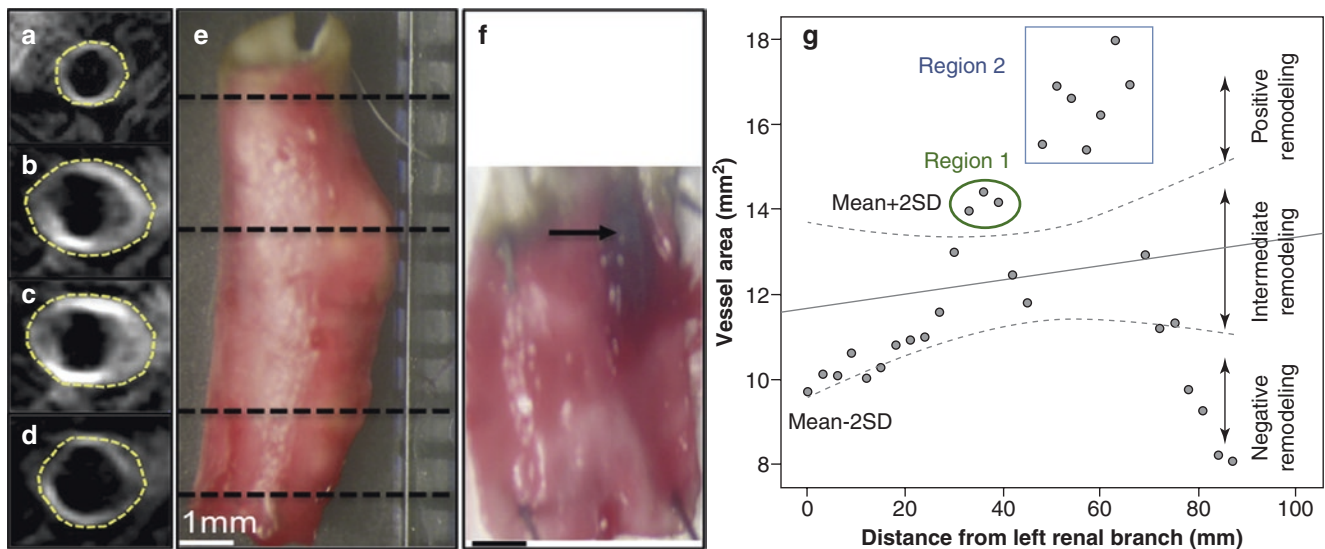 a
b
c
d
e
1mm
f
g
Region 2
Region 1
Mean+2SD
Mean-2SD
Positive
remodeling
Intermediate
remodeling
Negative
remodeling
Vessel area (mm²)
18
16
14
12
10
8
0
20
40
60
80
100
Distance from left renal branch (mm)